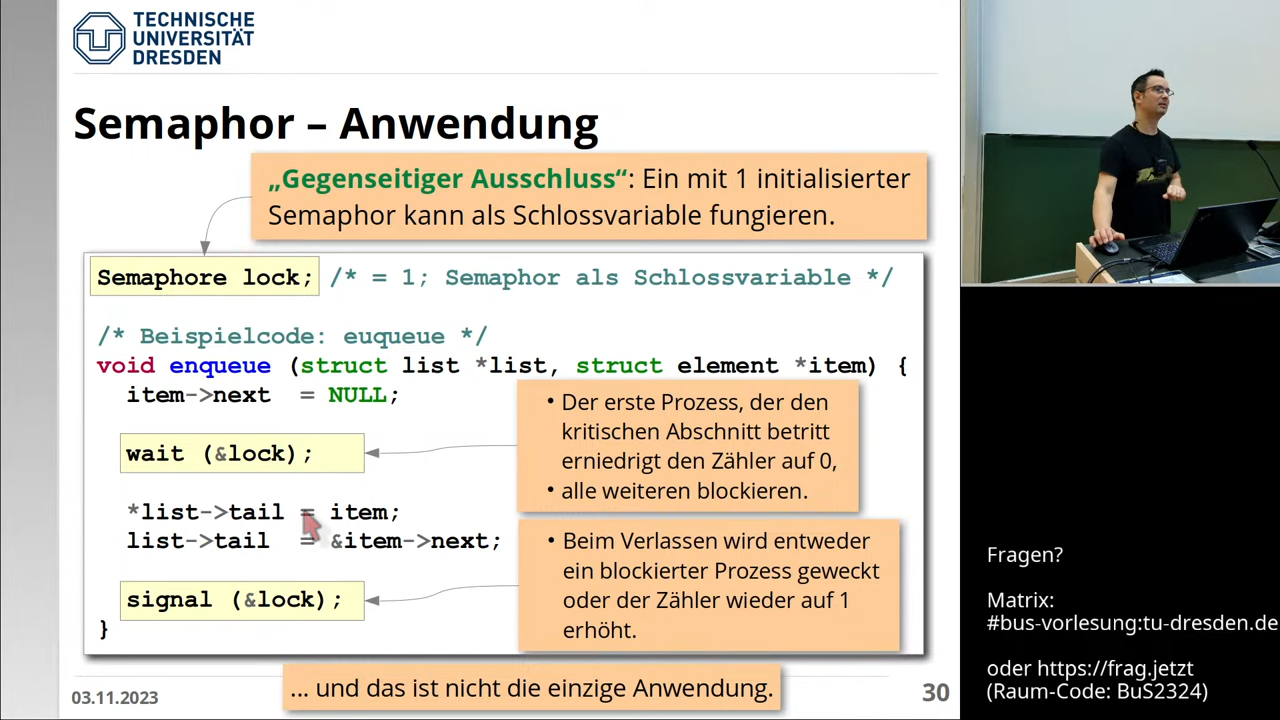 TECHNISCHE
UNIVERSITÄT
DRESDEN
Semaphor – Anwendung
„Gegenseitiger Ausschluss“: Ein mit 1 initialisierter
Semaphor kann als Schlossvariable fungieren.
Semaphore lock; /* = 1; Semaphor als Schlossvariable */
/* Beispielcode: euqueue */
void enqueue (struct list *list, struct element *item) {
item->next = NULL;
wait (&lock);
*list->tail = item;
list->tail = &item->next;
signal (&lock);
}
• Der erste Prozess, der den
kritischen Abschnitt betritt
erniedrigt den Zähler auf 0,
• alle weiteren blockieren.
• Beim Verlassen wird entweder
ein blockierter Prozess geweckt
oder der Zähler wieder auf 1
erhöht.
... und das ist nicht die einzige Anwendung.
03.11.2023
30
Fragen?
Matrix:
#bus-vorlesung:tu-dresden.de
oder https://frag.jetzt
(Raum-Code: BuS2324)